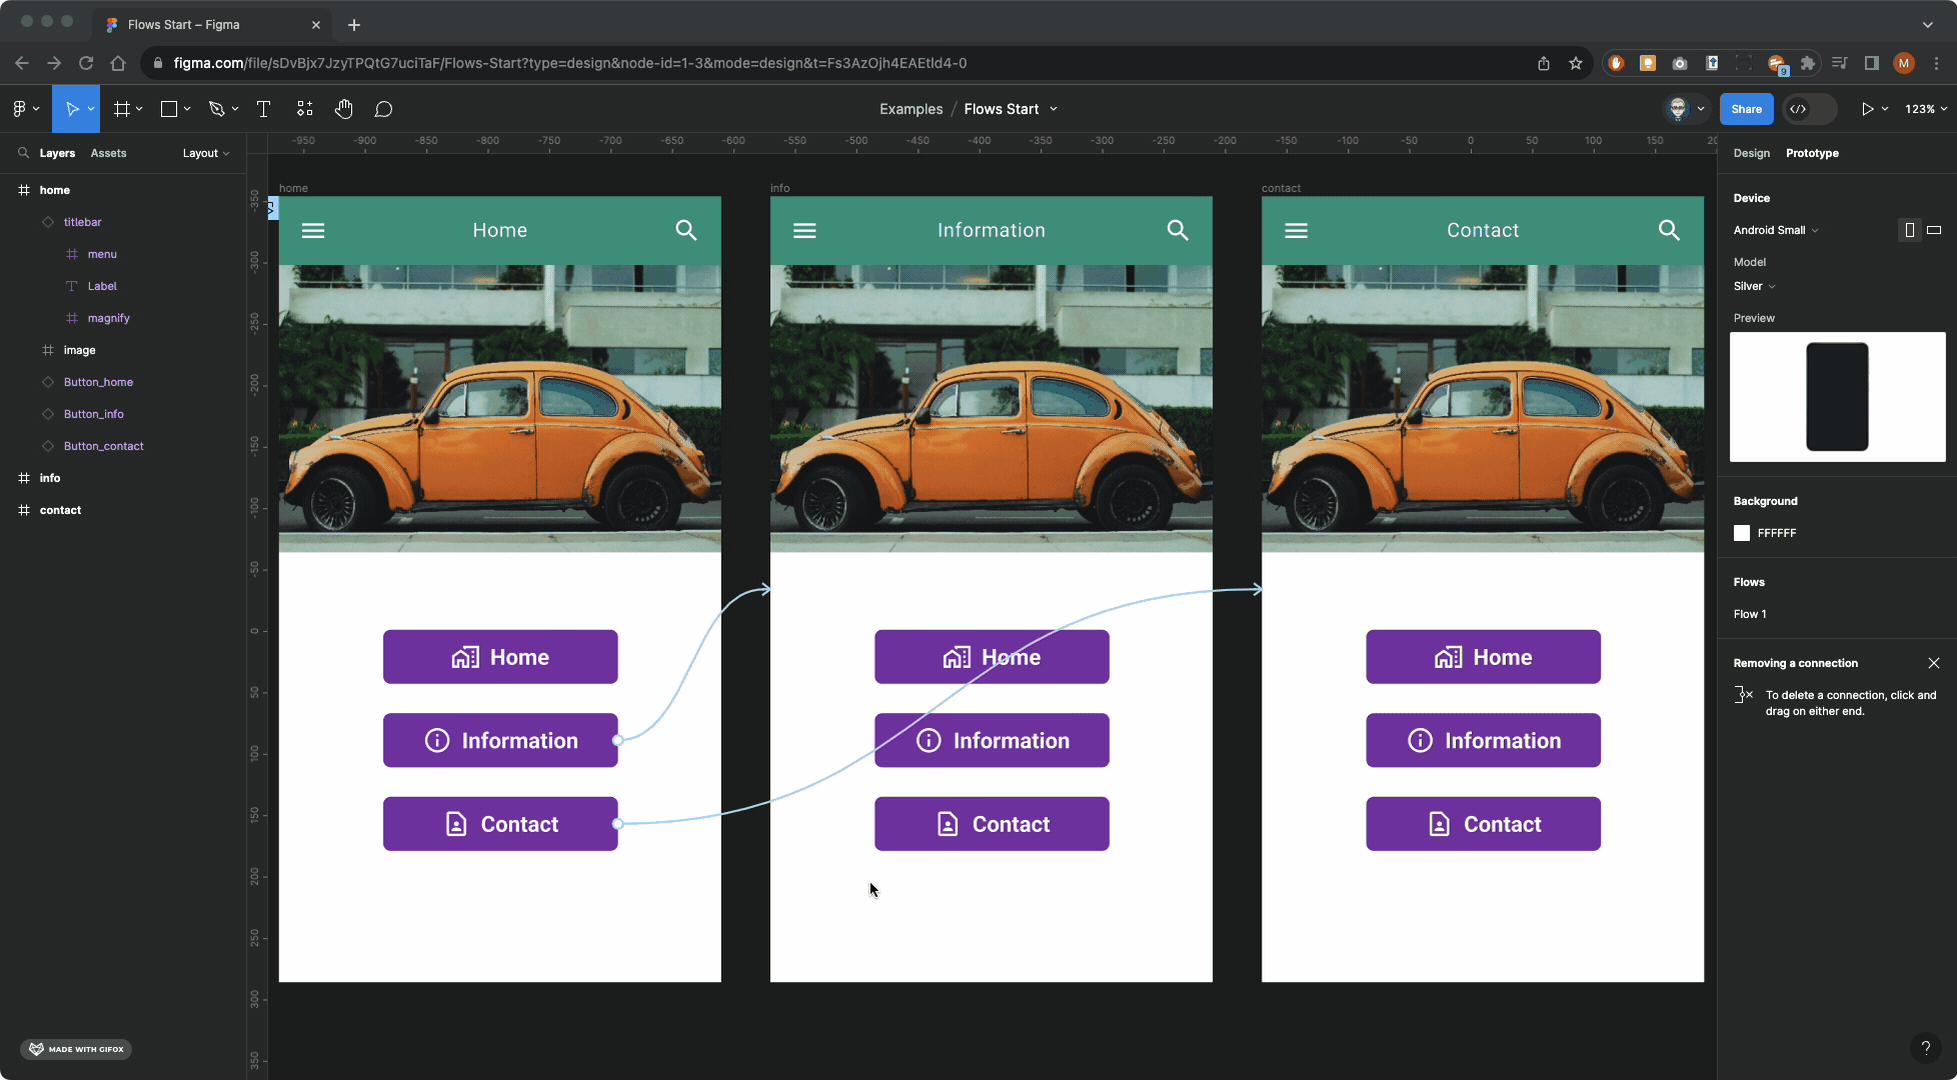 Flows Start – Figma
figma.com/file/sDvBjx7JzyTPQtG7uciTaF/Flows-Start?type=design&node-id=1-3&mode=design&t=Fs3AzOjh4EAEtld4-0
9
M
Examples / Flows Start
Share
123%
Layers Assets Layout
-950 -900 -850 -800 -750 -700 -650 -600 -550 -500 -450 -400 -350 -300 -250 -200 -150 -100 -50 0 50 100 150 20
Design Prototype
home
titlebar
menu
Label
magnify
image
Button_home
Button_info
Button_contact
info
contact
MADE WITH GIFOX
-350
-300
-250
-200
-150
-100
-50
0
50
100
150
200
250
300
350
home
Home
Home
Information
Contact
info
Information
Home
Information
Contact
contact
Contact
Home
Information
Contact
Device
Android Small
Model
Silver
Preview
Background
FFFFFF
Flows
Flow 1
Removing a connection
To delete a connection, click and
drag on either end.
?